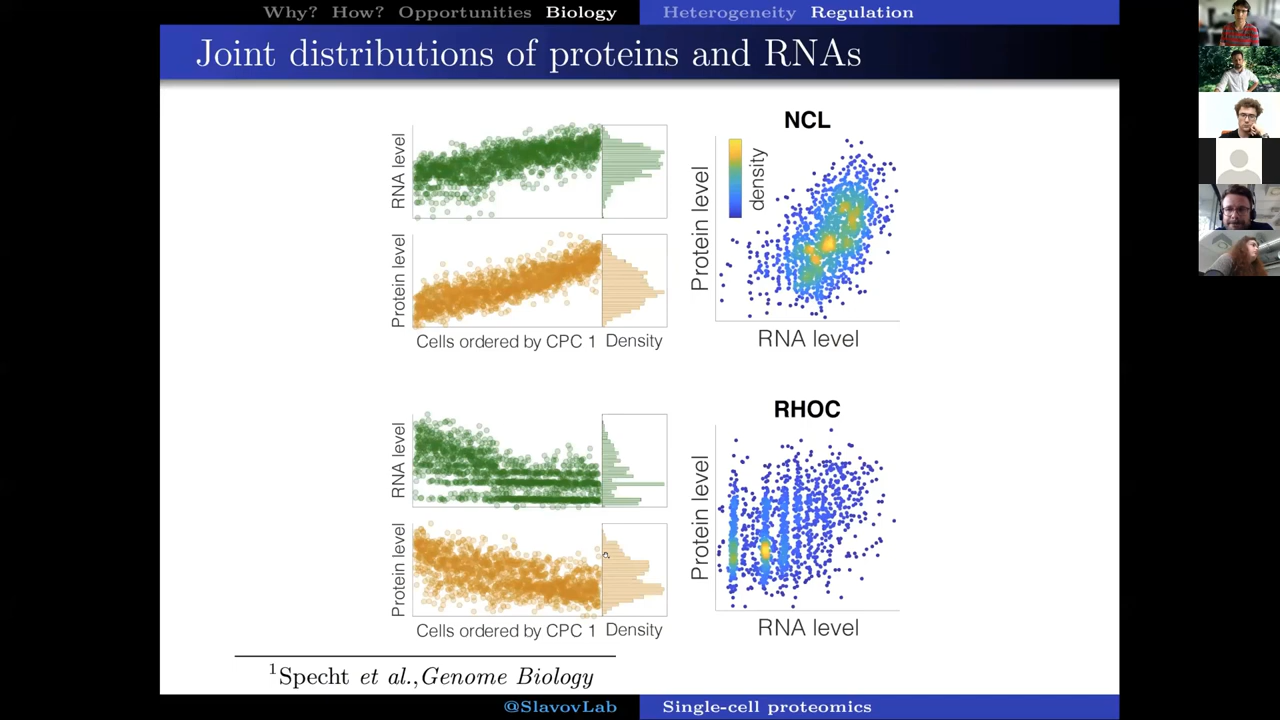 Why? How? Opportunities Biology
Heterogeneity Regulation
Joint distributions of proteins and RNAs
RNA level
Protein level
Cells ordered by CPC 1
Density
NCL
density
Protein level
RNA level
RNA level
Protein level
Cells ordered by CPC 1
Density
RHOC
Protein level
RNA level
1Specht et al.,Genome Biology
@SlavovLab
Single-cell proteomics